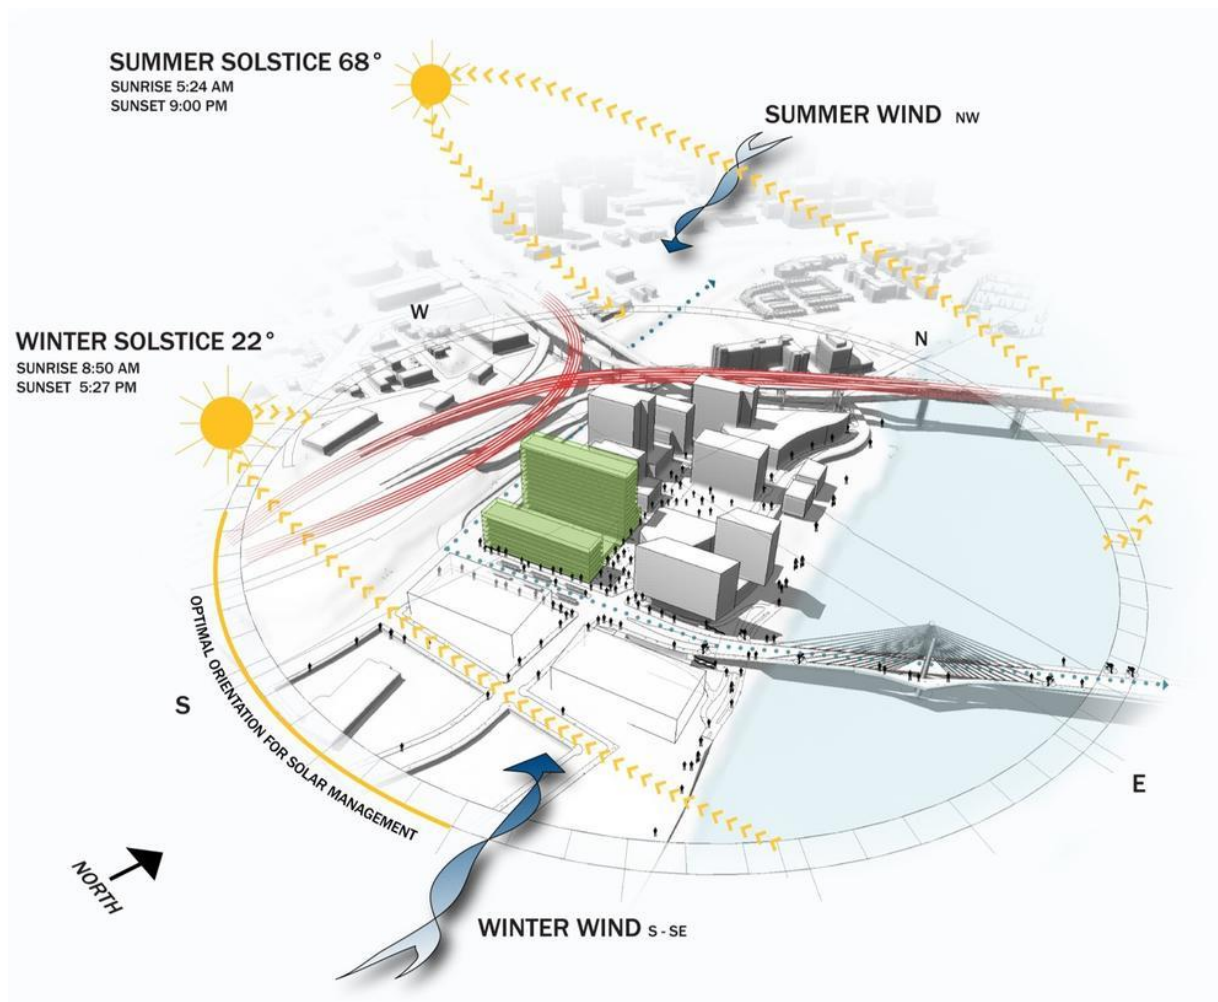 SUMMER SOLSTICE 68°
SUNRISE 5:24 AM
SUNSET 9:00 PM
SUMMER WIND NW
W
N
WINTER SOLSTICE 22°
SUNRISE 8:50 AM
SUNSET 5:27 PM
OPTIMAL ORIENTATION FOR SOLAR MANAGEMENT
S
E
NORTH
WINTER WIND S - SE